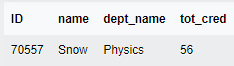 ID name dept_name tot_cred
70557 Snow Physics 56